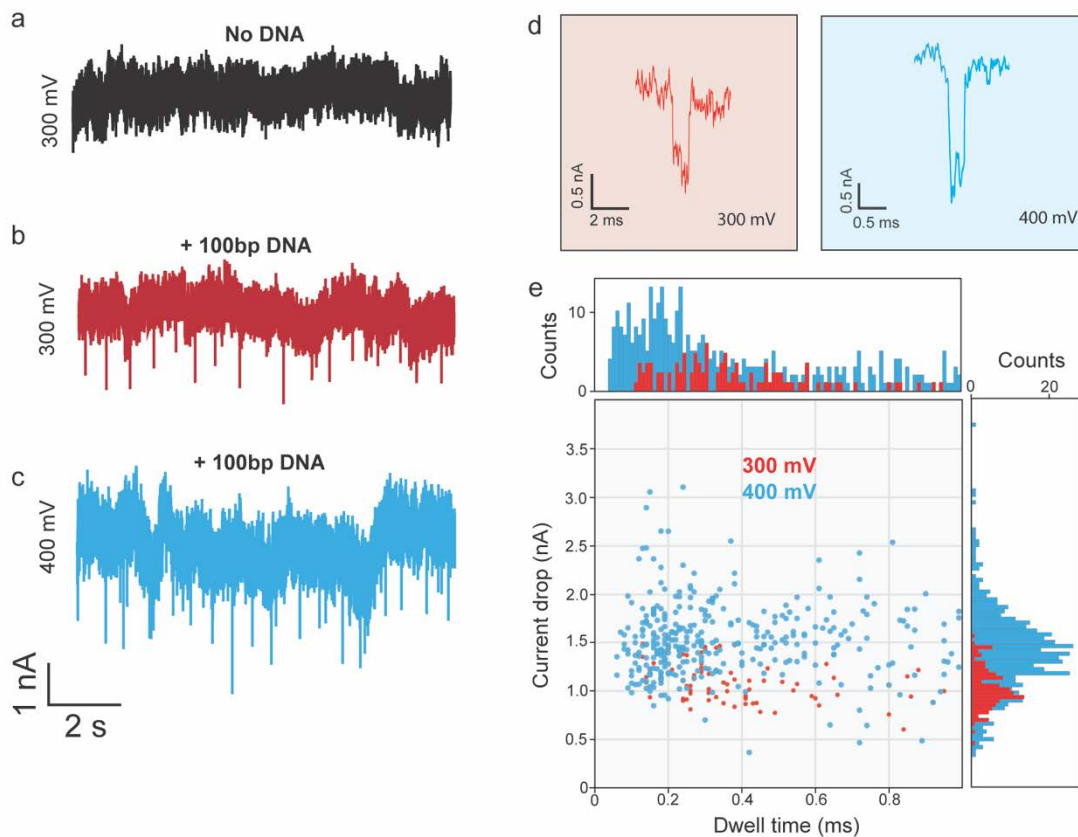 a
No DNA
300 mV
b
+ 100bp DNA
300 mV
c
+ 100bp DNA
400 mV
1 nA
2 s
d
0.5 nA
2 ms
300 mV
0.5 nA
0.5 ms
400 mV
e
Counts
10
0
Counts
0
20
Current drop (nA)
3.5
3.0
2.5
2.0
1.5
1.0
0.5
0
300 mV
400 mV
0
0.2
0.4
0.6
0.8
Dwell time (ms)